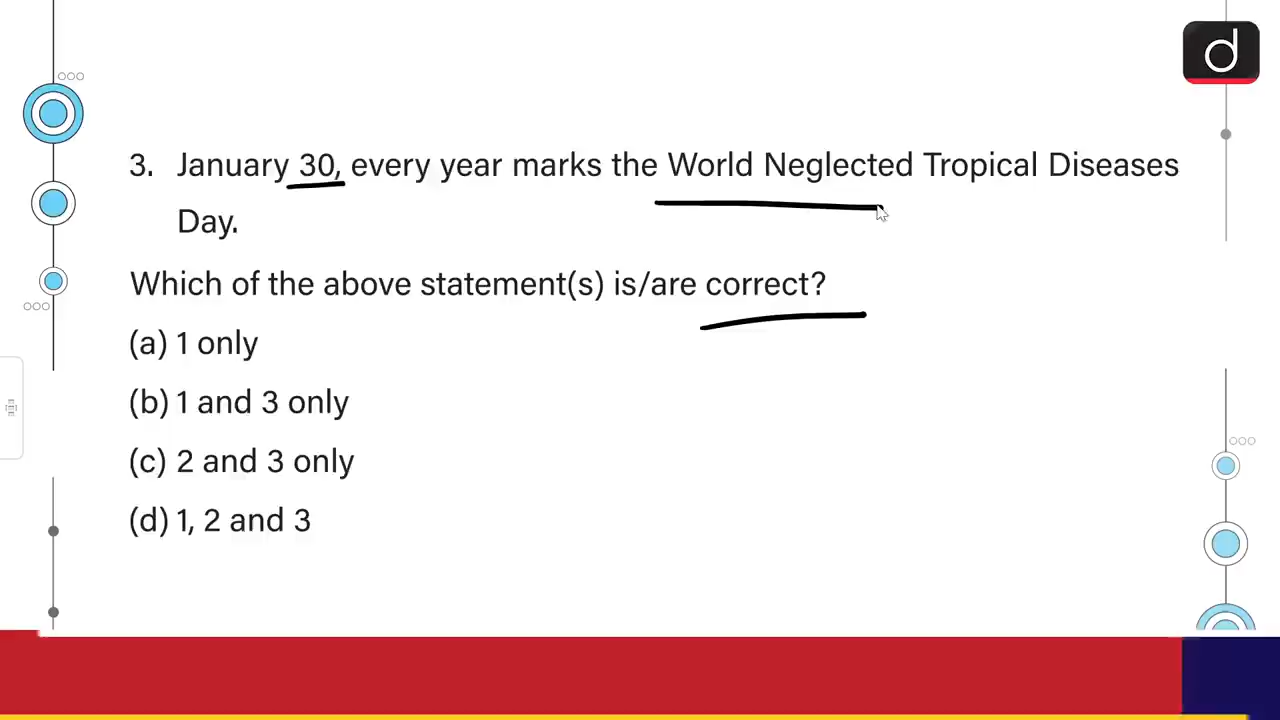 d
3. January 30, every year marks the World Neglected Tropical Diseases
Day.
Which of the above statement(s) is/are correct?
(a) 1 only
(b) 1 and 3 only
(c) 2 and 3 only
(d) 1, 2 and 3